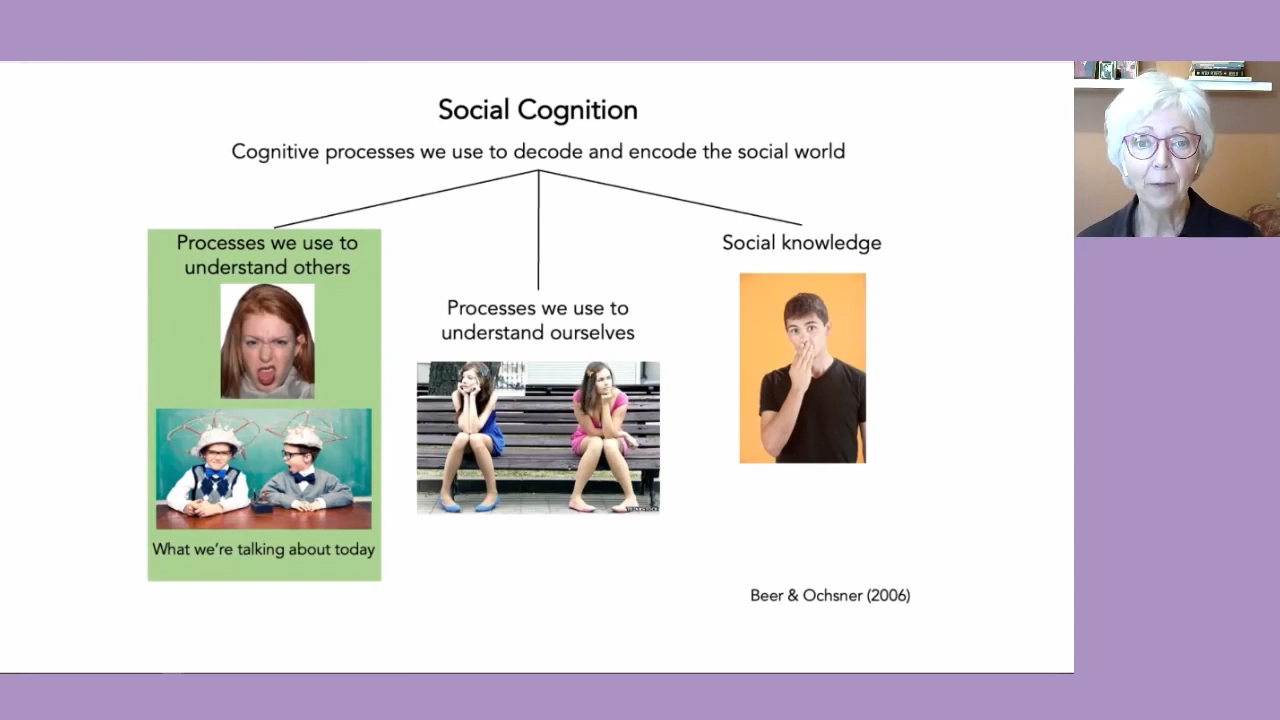 Social Cognition
Cognitive processes we use to decode and encode the social world
Processes we use to
understand others
What we're talking about today
Processes we use to
understand ourselves
Social knowledge
Beer & Ochsner (2006)